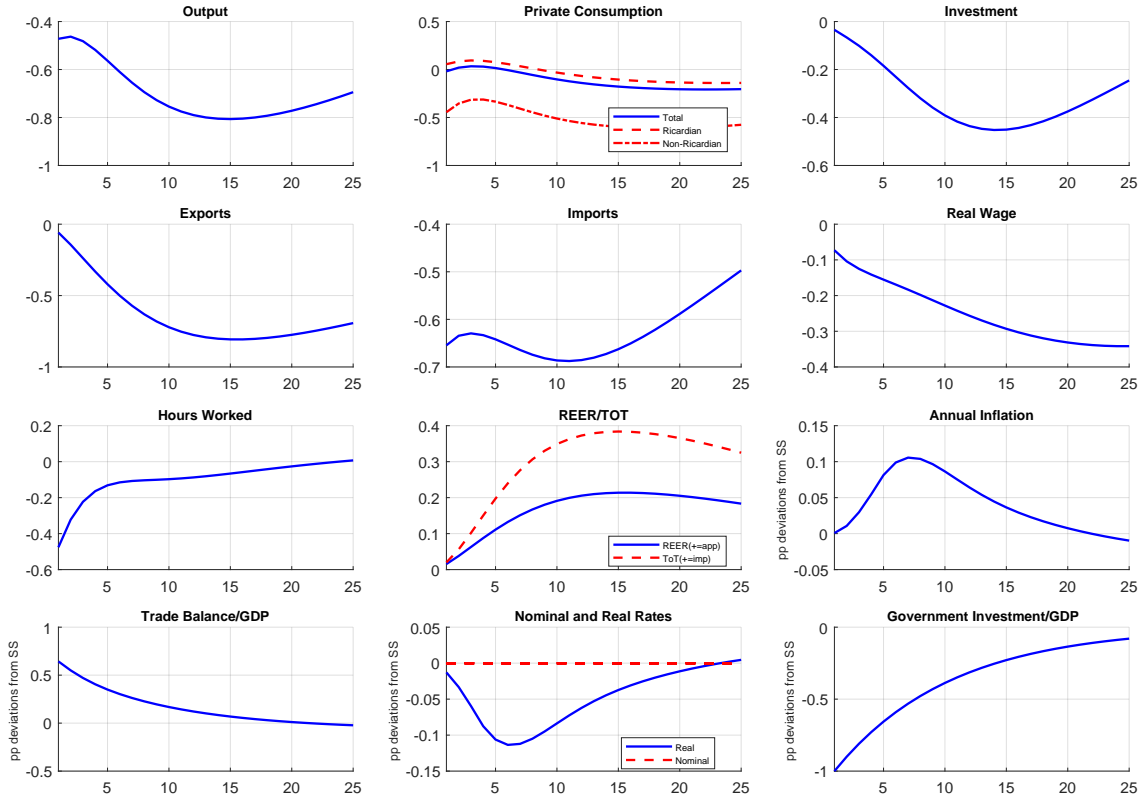 Output
-0.4
-0.6
-0.8
-1
5 10 15 20 25
Private Consumption
0.5
0
-0.5
-1
Total
Ricardian
Non-Ricardian
5 10 15 20 25
Investment
0
-0.2
-0.4
-0.6
5 10 15 20 25
Exports
0
-0.5
-1
5 10 15 20 25
Imports
-0.4
-0.5
-0.6
-0.7
5 10 15 20 25
Real Wage
0
-0.1
-0.2
-0.3
-0.4
5 10 15 20 25
Hours Worked
0.2
0
-0.2
-0.4
-0.6
5 10 15 20 25
REER/TOT
0.4
0.3
0.2
0.1
0
REER(+=app)
ToT(+=imp)
5 10 15 20 25
Annual Inflation
pp deviations from SS
0.15
0.1
0.05
0
-0.05
5 10 15 20 25
Trade Balance/GDP
pp deviations from SS
1
0.5
0
-0.5
5 10 15 20 25
Nominal and Real Rates
pp deviations from SS
0.05
0
-0.05
-0.1
-0.15
Real
Nominal
5 10 15 20 25
Government Investment/GDP
pp deviations from SS
0
-0.5
-1
5 10 15 20 25